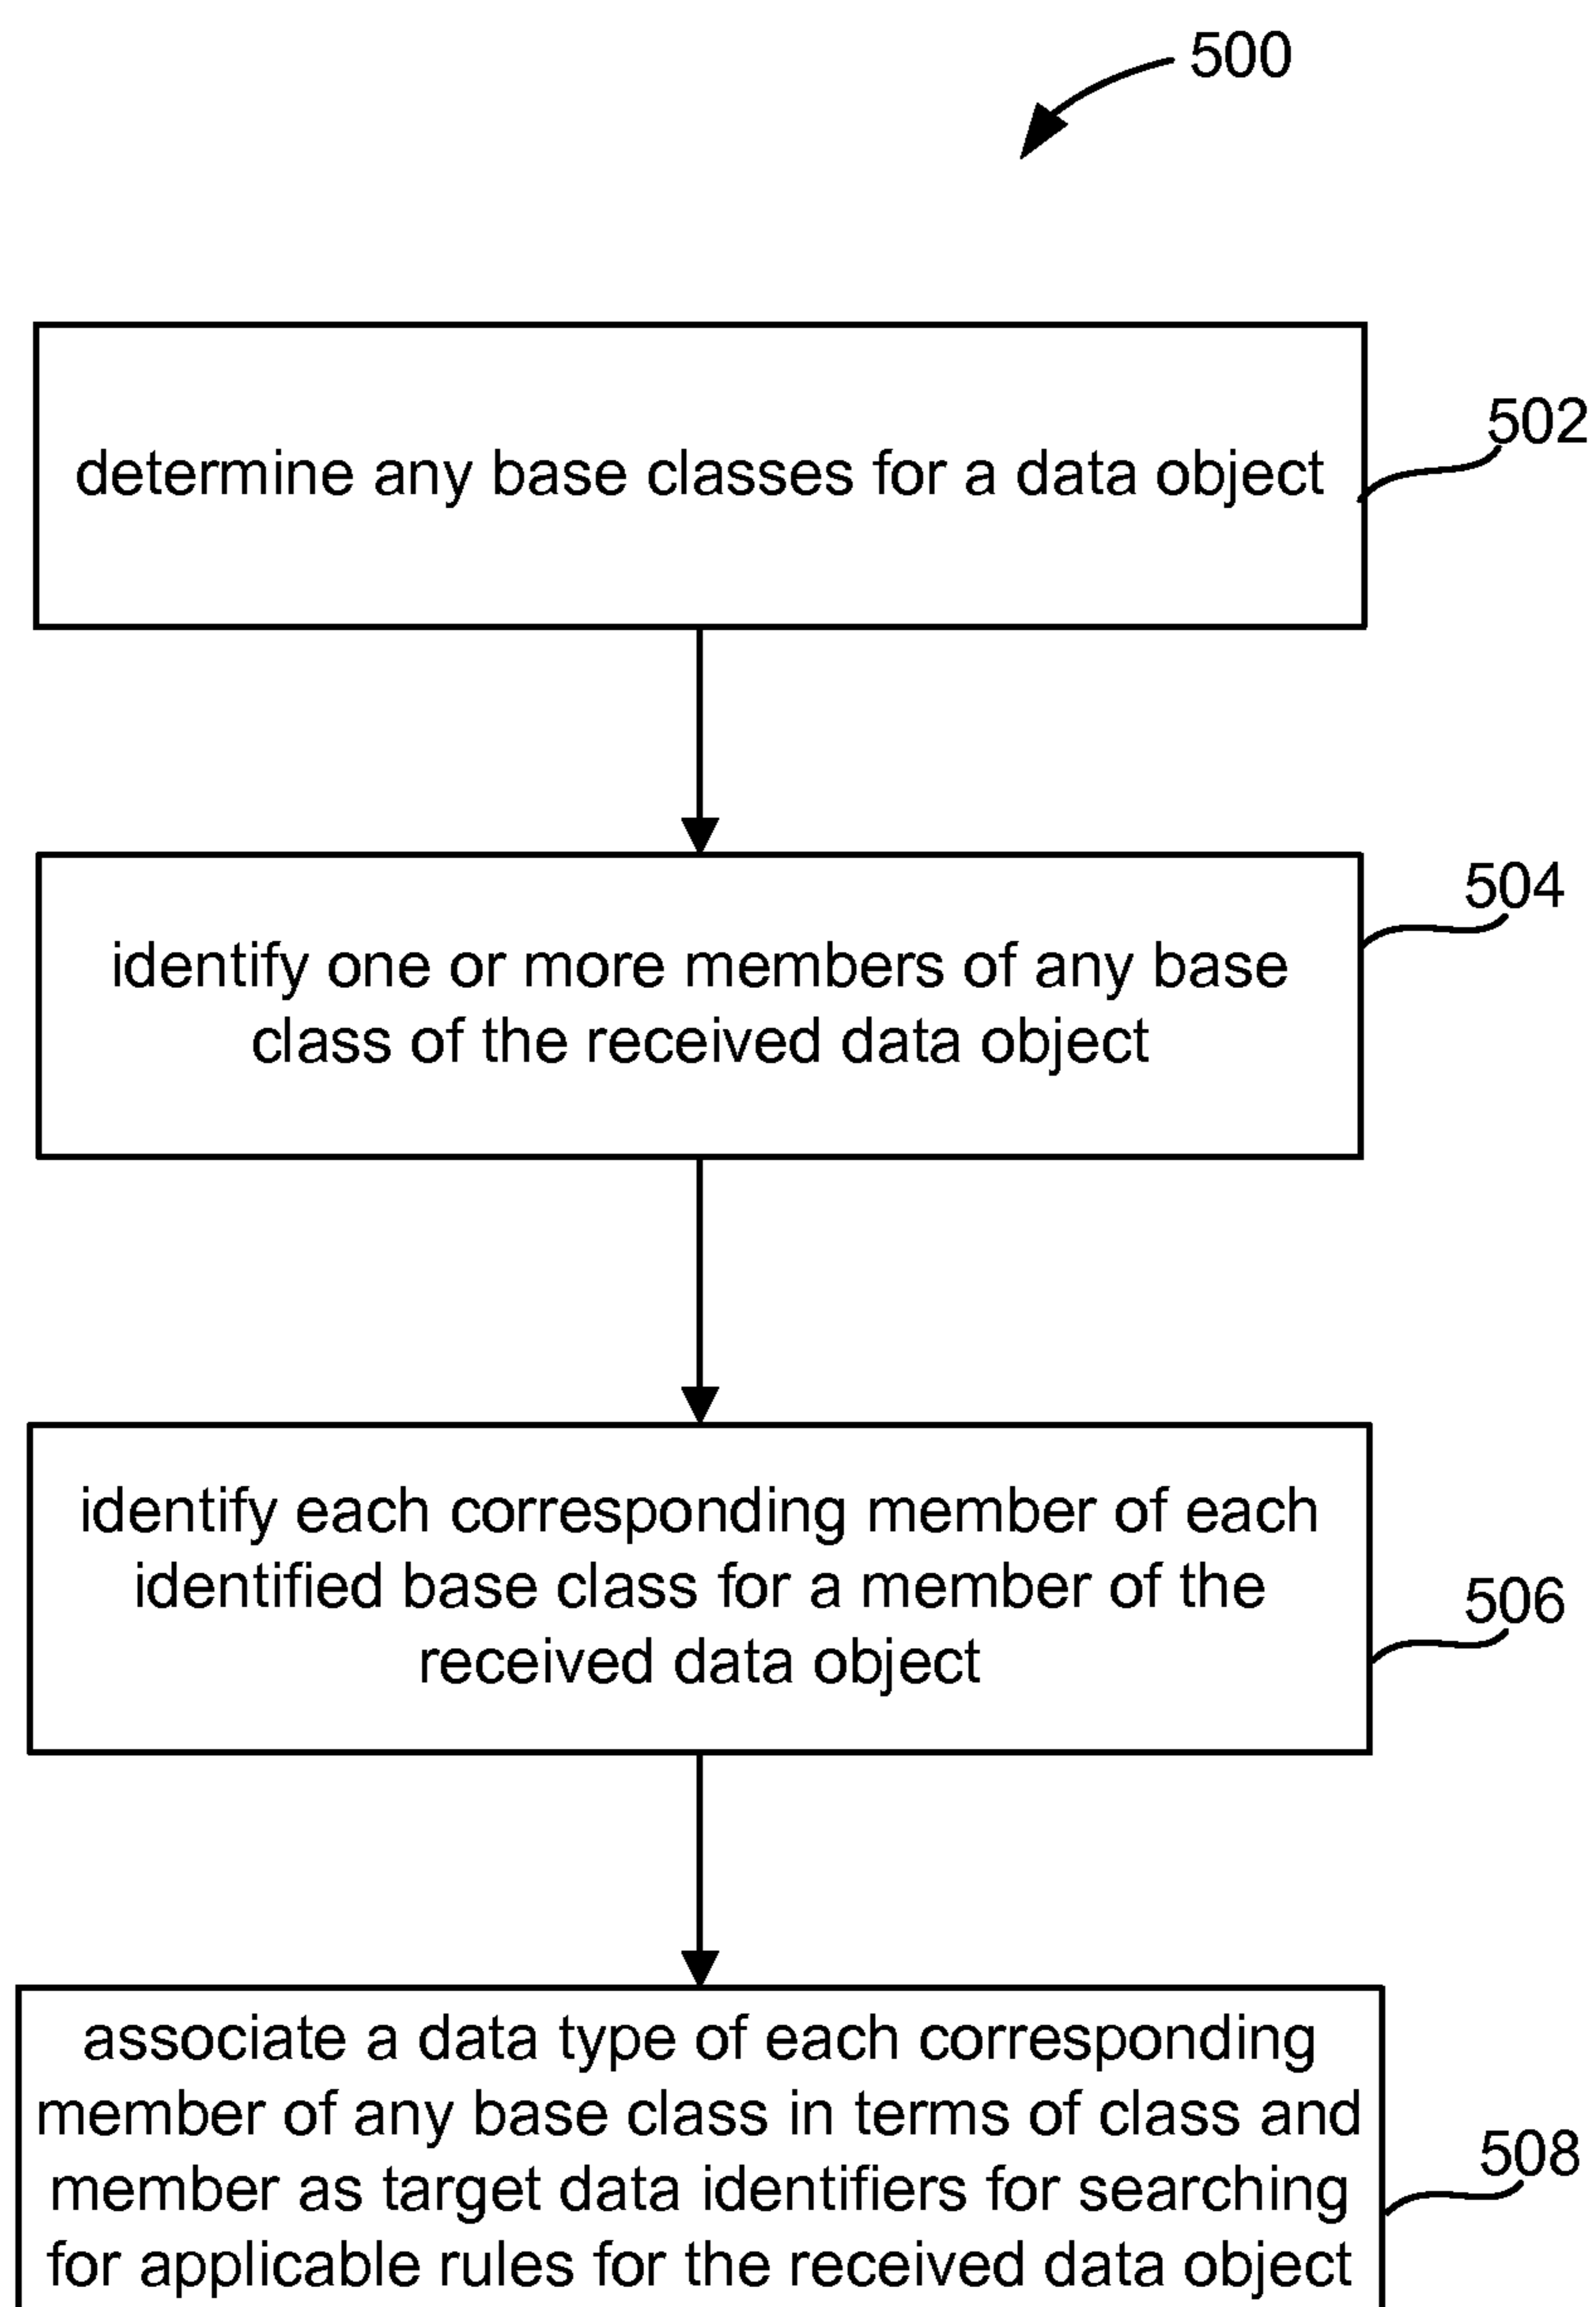 500
determine any base classes for a data object
502
identify one or more members of any base
class of the received data object
504
identify each corresponding member of each
identified base class for a member of the
received data object
506
associate a data type of each corresponding
member of any base class in terms of class and
member as target data identifiers for searching
for applicable rules for the received data object
508